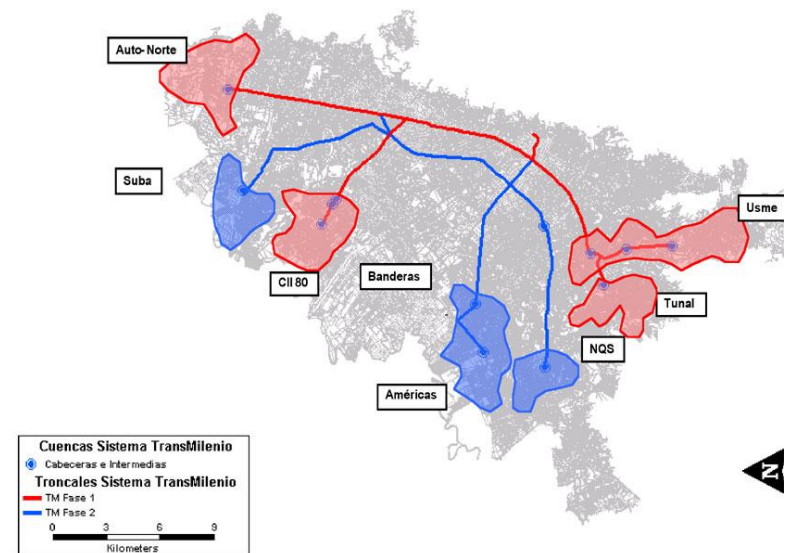 Auto-Norte
Suba
Usme
Cll 80
Banderas
Tunal
NQS
Américas
Cuencas Sistema TransMilenio
Cabeceras e Intermedias
Troncales Sistema TransMilenio
TM Fase 1
TM Fase 2
0 3 6 9
Kilometers
N